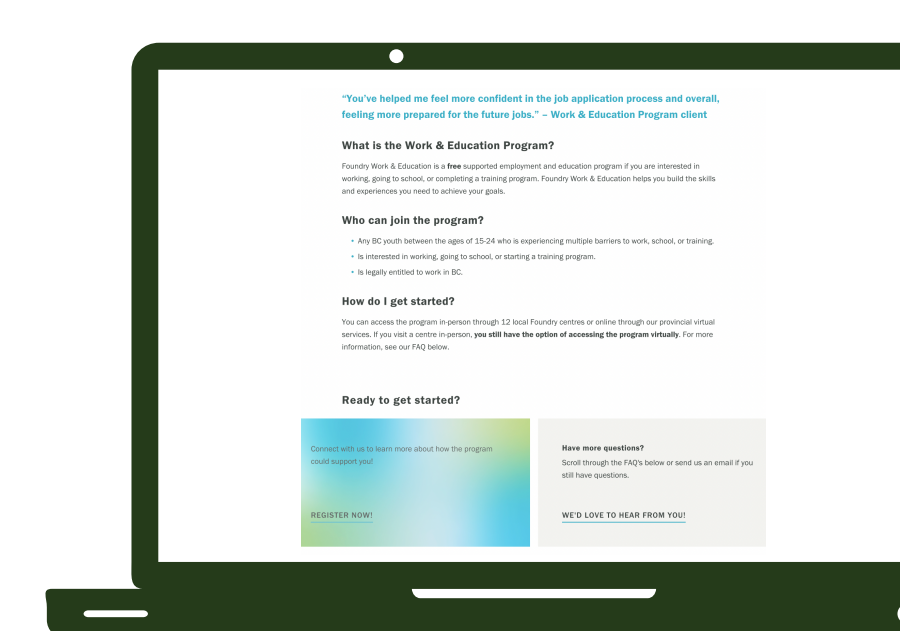 “You’ve helped me feel more confident in the job application process and overall,
feeling more prepared for the future jobs.” – Work & Education Program client
What is the Work & Education Program?
Foundry Work & Education is a free supported employment and education program if you are interested in
working, going to school, or completing a training program. Foundry Work & Education helps you build the skills
and experiences you need to achieve your goals.
Who can join the program?
• Any BC youth between the ages of 15-24 who is experiencing multiple barriers to work, school, or training.
• Is interested in working, going to school, or starting a training program.
• Is legally entitled to work in BC.
How do I get started?
You can access the program in-person through 12 local Foundry centres or online through our provincial virtual
services. If you visit a centre in-person, you still have the option of accessing the program virtually. For more
information, see our FAQ below.
Ready to get started?
Connect with us to learn more about how the program
could support you!
REGISTER NOW!
Have more questions?
Scroll through the FAQ's below or send us an email if you
still have questions.
WE'D LOVE TO HEAR FROM YOU!